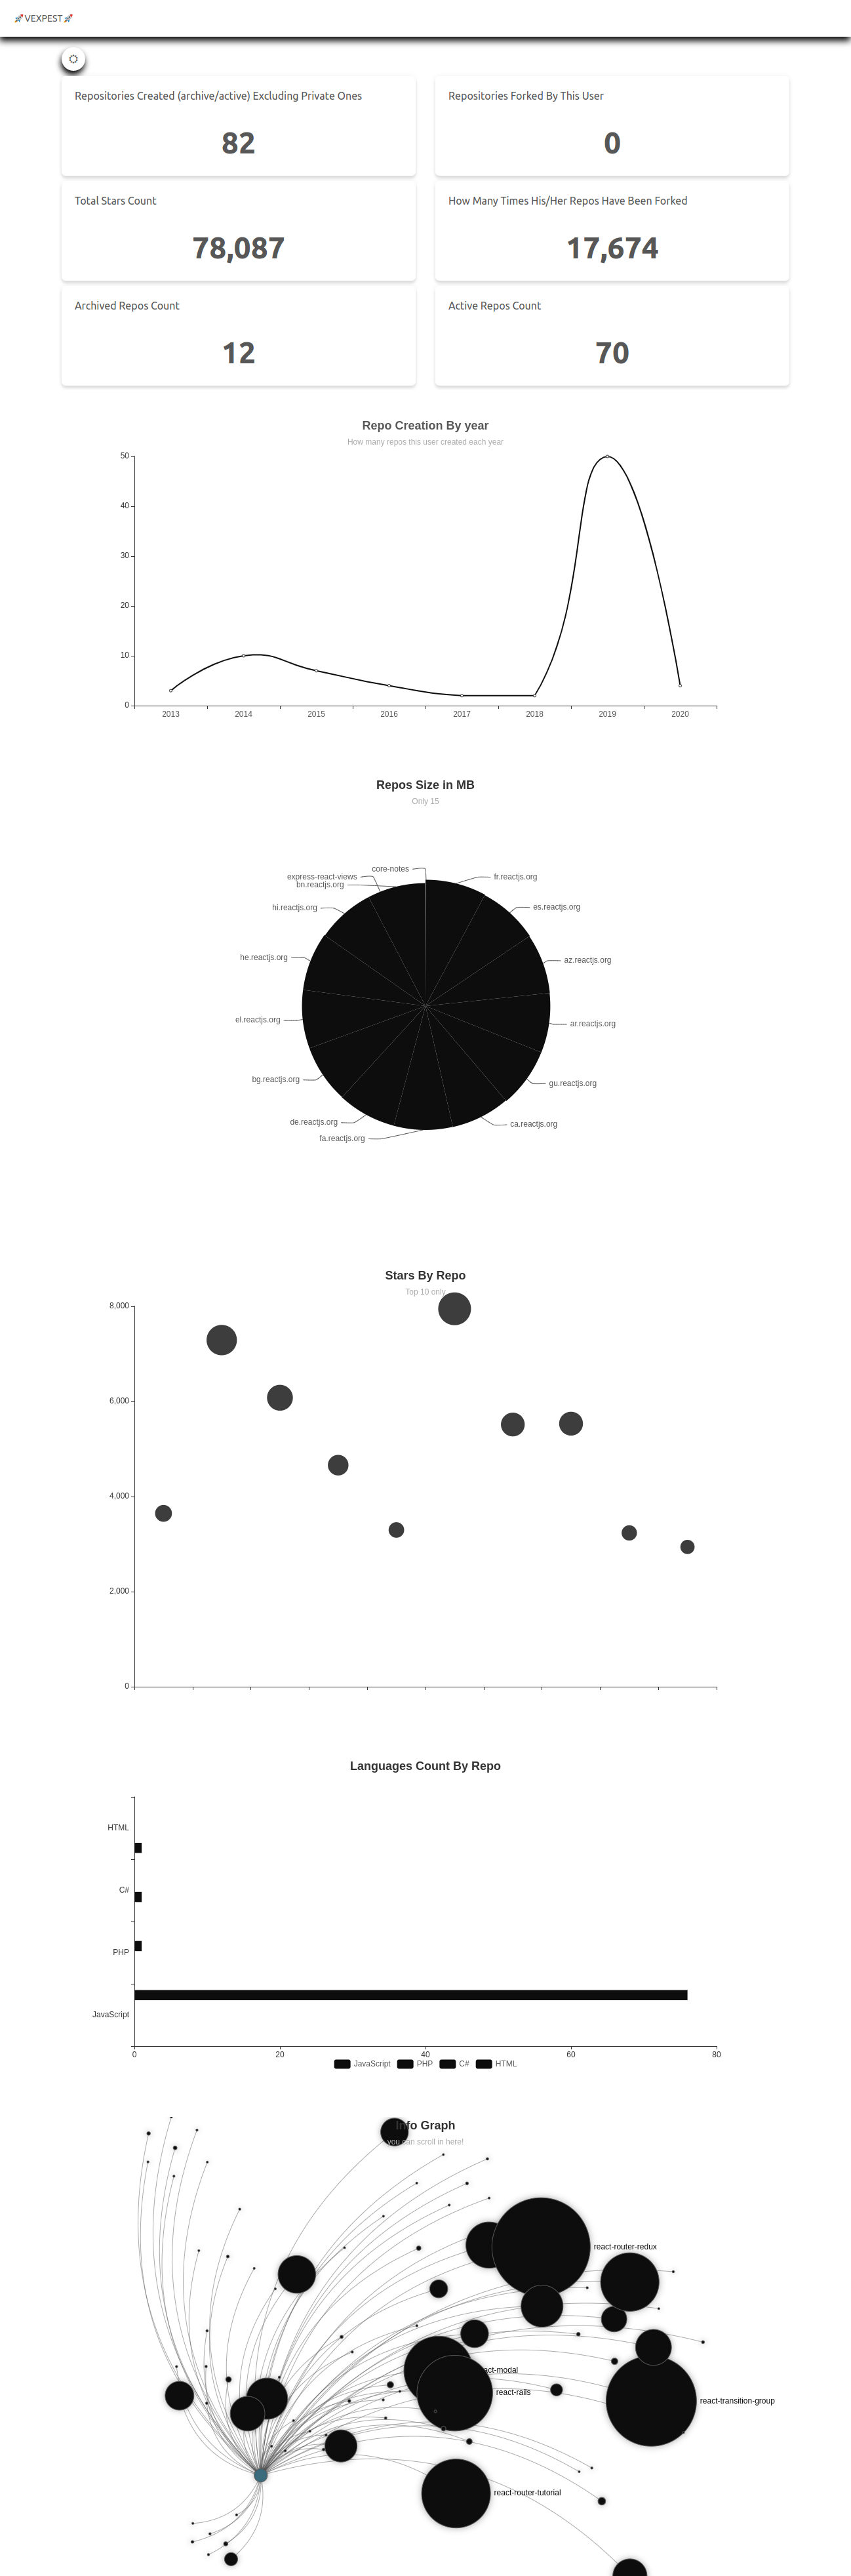 🚀 VEXPEST 🚀
Repositories Created (archive/active) Excluding Private Ones
82
Repositories Forked By This User
0
Total Stars Count
78,087
How Many Times His/Her Repos Have Been Forked
17,674
Archived Repos Count
12
Active Repos Count
70
Repo Creation By year
How many repos this user created each year
50
40
30
20
10
0
2013 2014 2015 2016 2017 2018 2019 2020
Repos Size in MB
Only 15
core-notes
express-react-views
fr.reactjs.org
bn.reactjs.org
hi.reactjs.org
es.reactjs.org
he.reactjs.org
az.reactjs.org
el.reactjs.org
ar.reactjs.org
bg.reactjs.org
gu.reactjs.org
de.reactjs.org
ca.reactjs.org
fa.reactjs.org
Stars By Repo
Top 10 only
8,000
6,000
4,000
2,000
0
Languages Count By Repo
HTML
C#
PHP
JavaScript
0 20 40 60 80
JavaScript PHP C# HTML
Info Graph
you can scroll in here!
react-router-redux
act-modal
react-rails
react-transition-group
react-router-tutorial